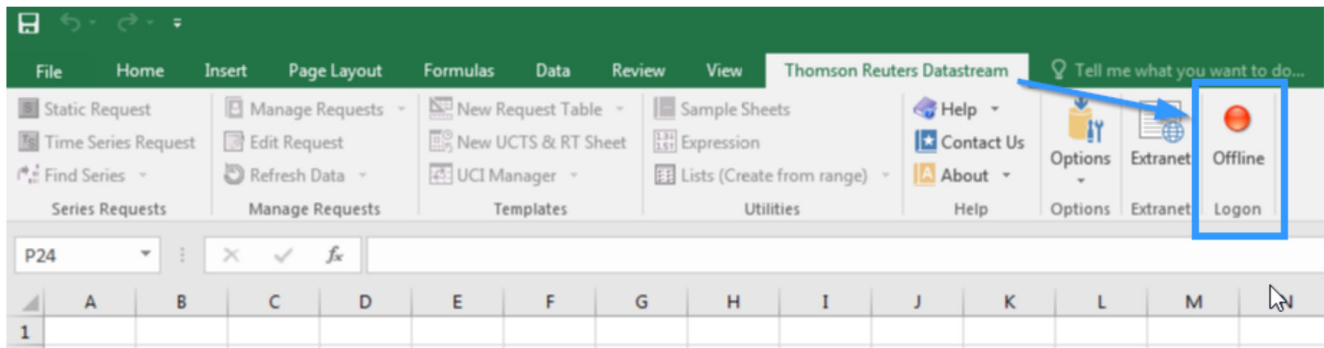 File Home Insert Page Layout Formulas Data Review View Thomson Reuters Datastream Tell me what you want to do...
Static Request Manage Requests New Request Table Sample Sheets Help
Time Series Request Edit Request New UCTS & RT Sheet Expression Contact Us Options Extranet Offline
Find Series Refresh Data UCI Manager Lists (Create from range) About
Series Requests Manage Requests Templates Utilities Help Options Extranet Logon
P24 fx
A B C D E F G H I J K L M N
1